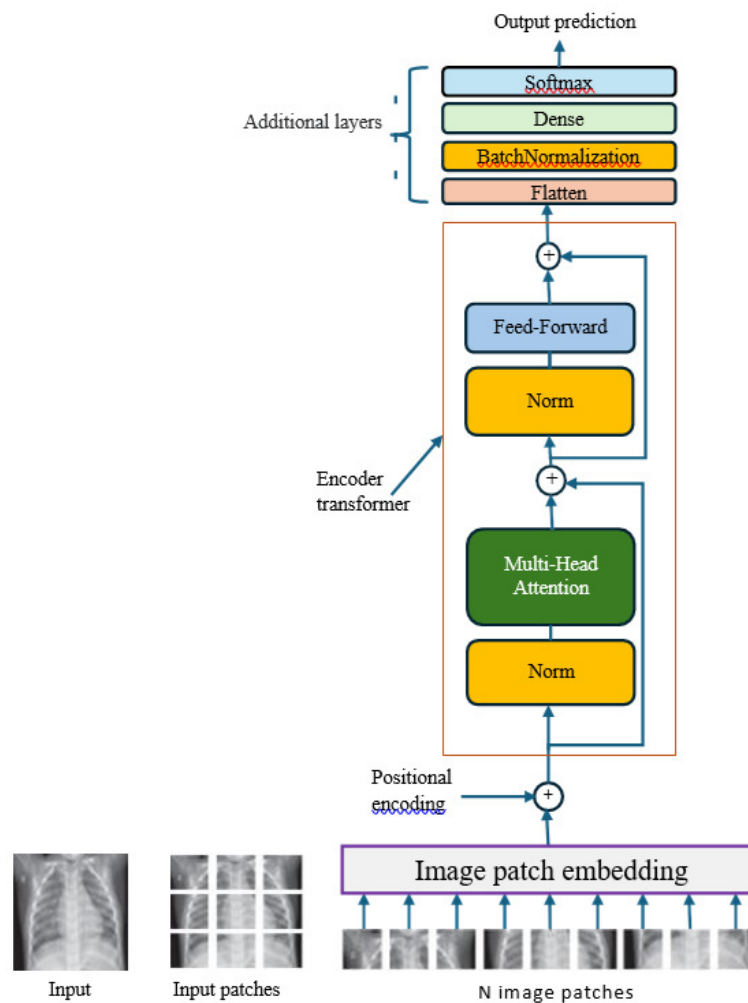 Output prediction
Softmax
Additional layers
Dense
BatchNormalization
Flatten
+
Feed-Forward
Norm
+
Encoder
transformer
Multi-Head
Attention
Norm
Positional
encoding
+
Image patch embedding
Input
Input patches
N image patches